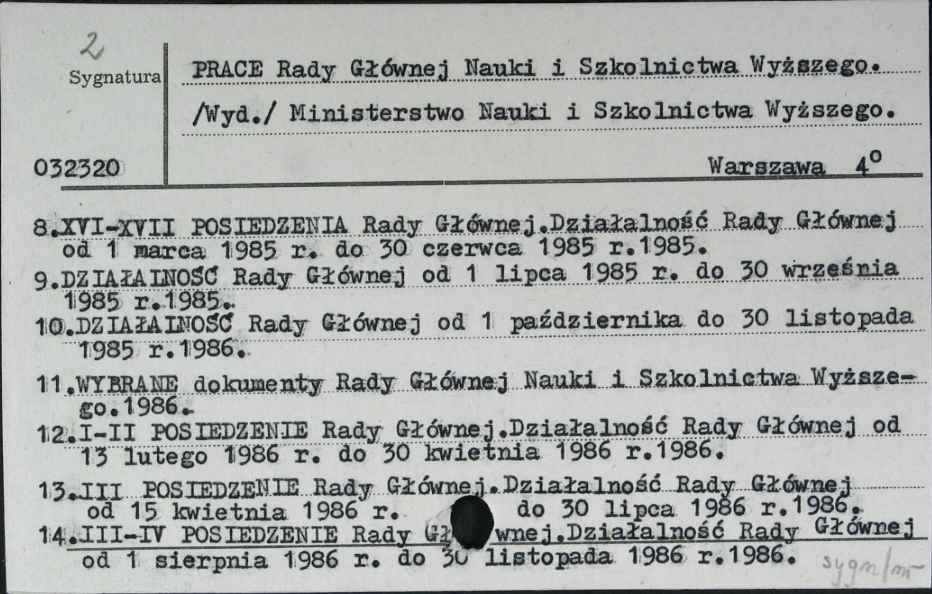 2
Sygnatura
PRACE Rady Głównej Nauki i Szkolnictwa Wyższego.
/Wyd./ Ministerstwo Nauki i Szkolnictwa Wyższego.
032320
Warszawa 4°
8.XVI-XVII POSIEDZENIA Rady Głównej.Działalność Rady Głównej
od 1 marca 1985 r. do 30 czerwca 1985 r.1985.
9.DZIAŁAINOŚĆ Rady Głównej od 1 lipca 1985 r. do 30 września
1985 r.1985.
10.DZIAŁAINOŚĆ Rady Głównej od 1 października do 30 listopada
1985 r.1986.
11.WYBRANE dokumenty Rady Głównej Nauki i Szkolnictwa Wyższe-
go.1986.
12.I-II POSIEDZENIE Rady Głównej.Działalność Rady Głównej od
13 lutego 1986 r. do 30 kwietnia 1986 r.1986.
13.III POSIEDZENIE Rady Głównej.Działalność Rady Głównej
od 15 kwietnia 1986 r. do 30 lipca 1986 r.1986.
14.III-IV POSIEDZENIE Rady Gł wnej.Działalność Rady Głównej
od 1 sierpnia 1986 r. do 30 listopada 1986 r.1986.